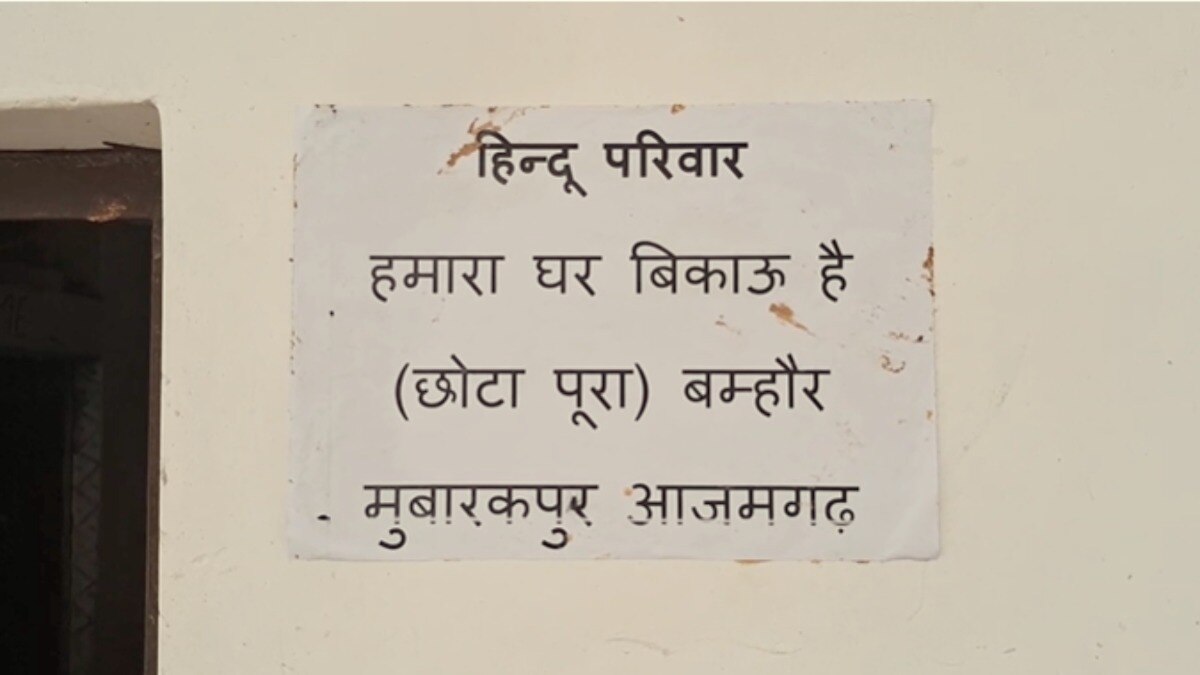 हिन्दू परिवार
हमारा घर बिकाऊ है
(छोटा पूरा) बम्हौर
मुबारकपुर आजमगढ़